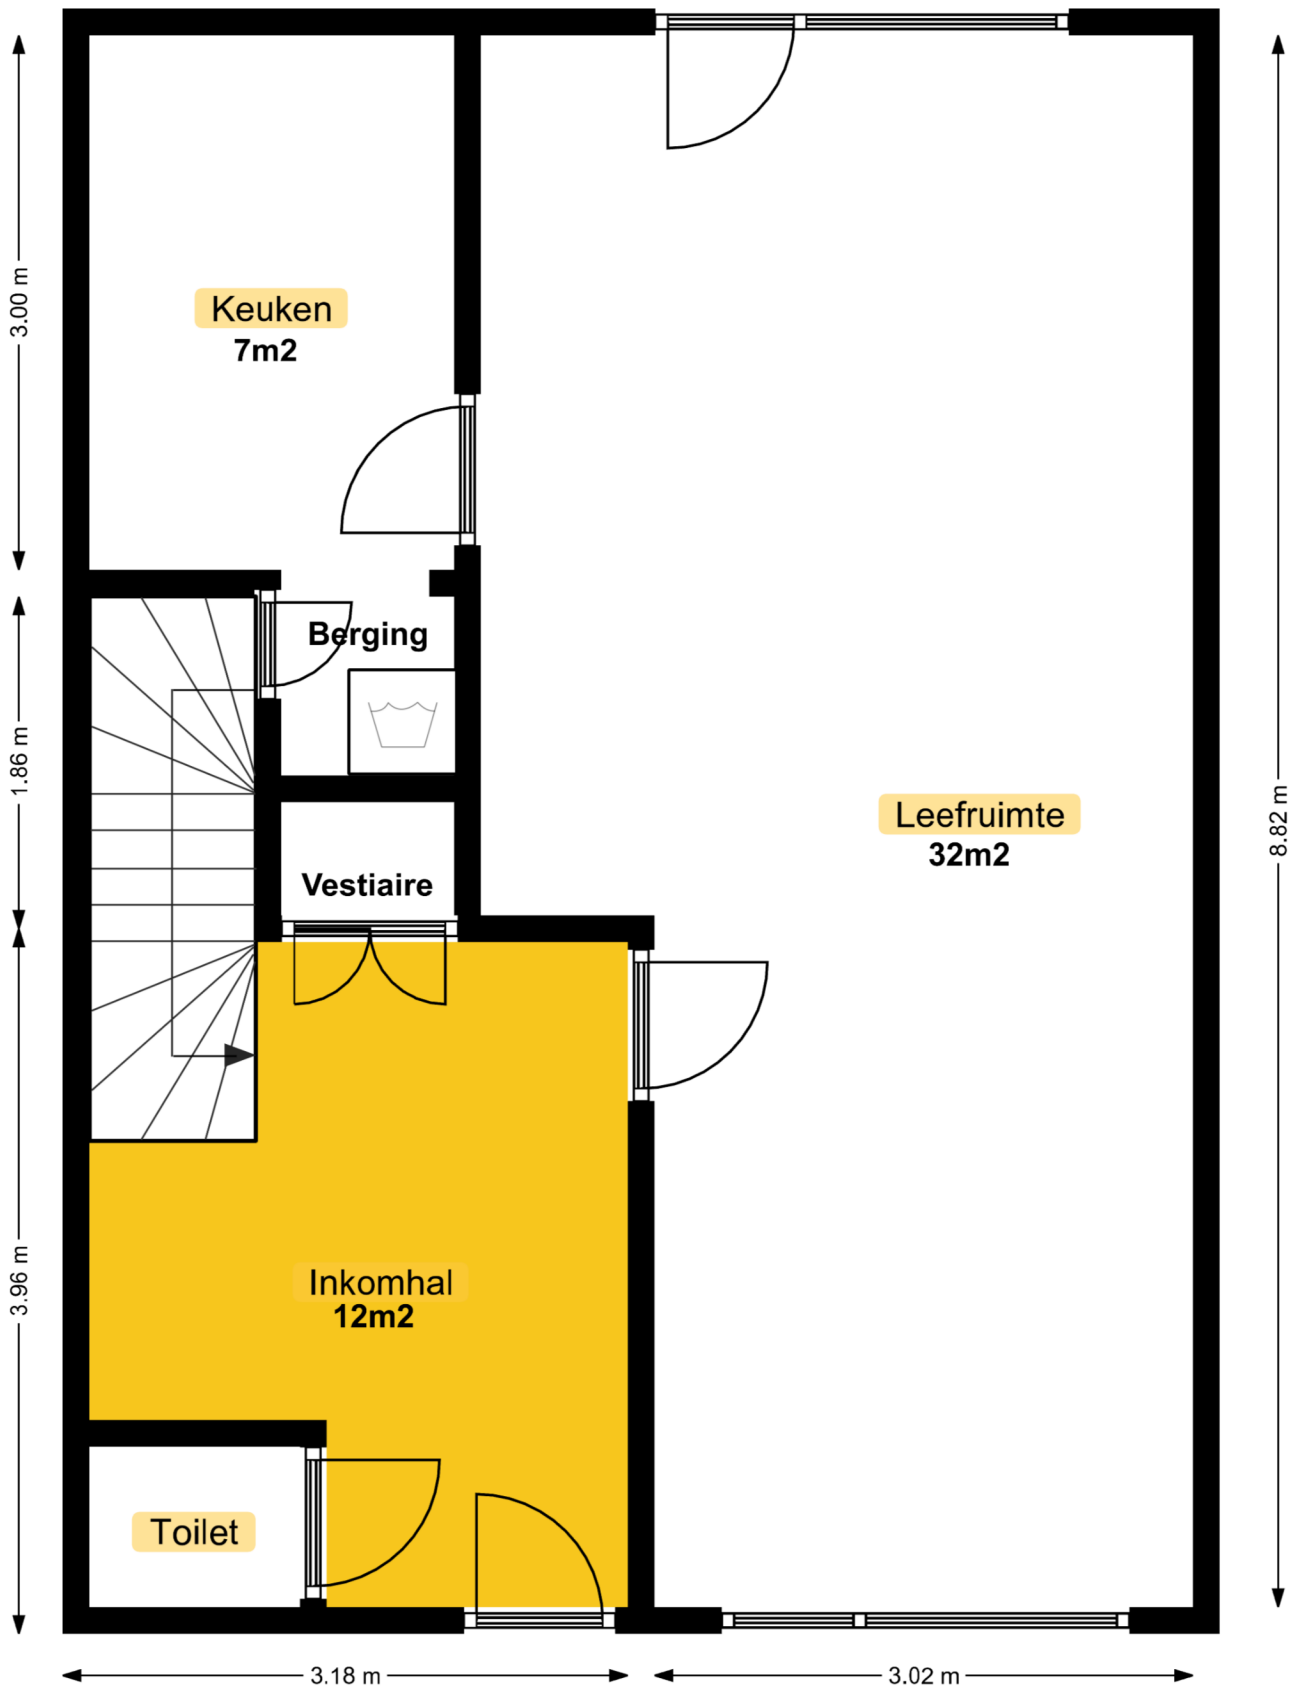 3.00 m
Keuken
7m2
Berging
1.86 m
Leefruimte
32m2
8.82 m
Vestiaire
3.96 m
Inkomhal
12m2
Toilet
3.18 m
3.02 m